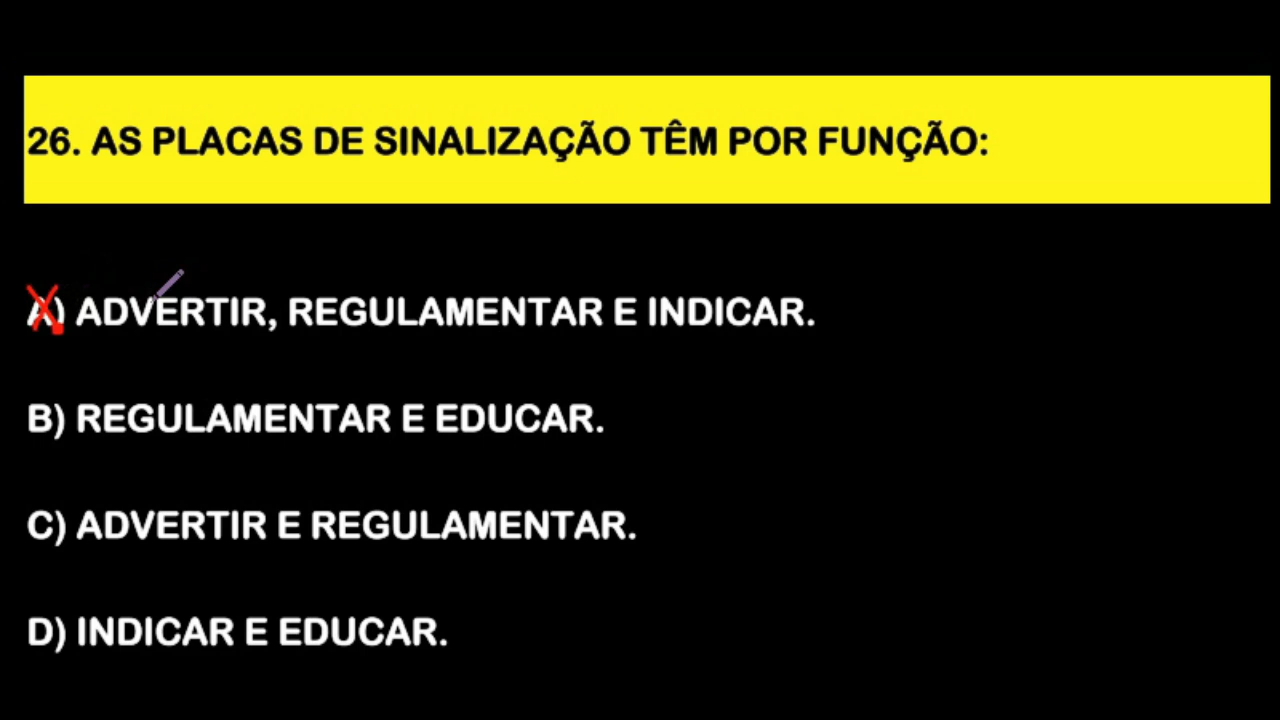 26. AS PLACAS DE SINALIZAÇÃO TÊM POR FUNÇÃO:
A) ADVERTIR, REGULAMENTAR E INDICAR.
B) REGULAMENTAR E EDUCAR.
C) ADVERTIR E REGULAMENTAR.
D) INDICAR E EDUCAR.